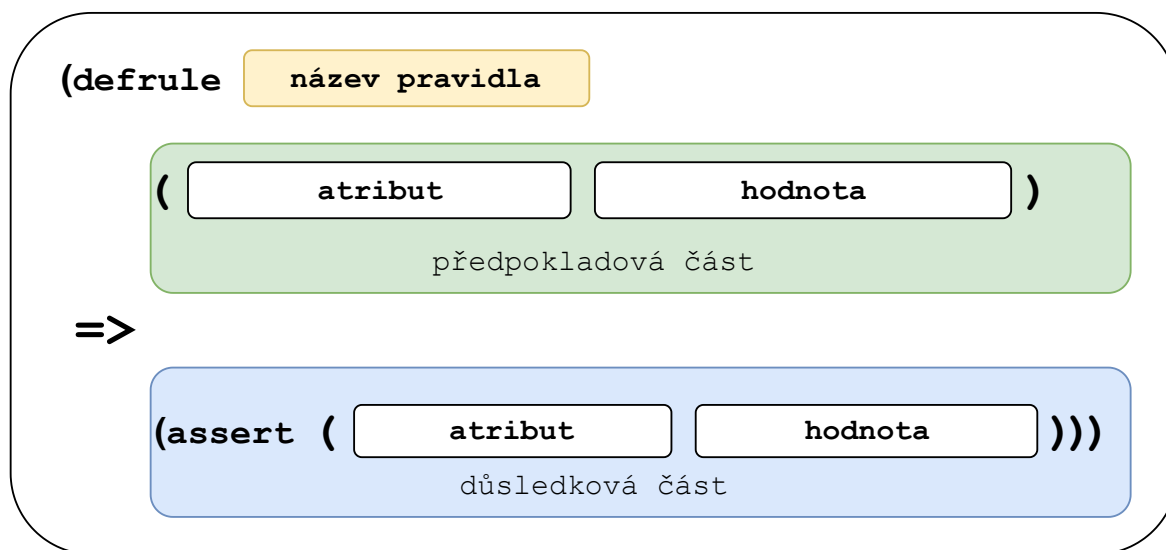 (defrule název pravidla
( atribut hodnota )
předpokladová část
=>
(assert ( atribut hodnota )))
důsledková část